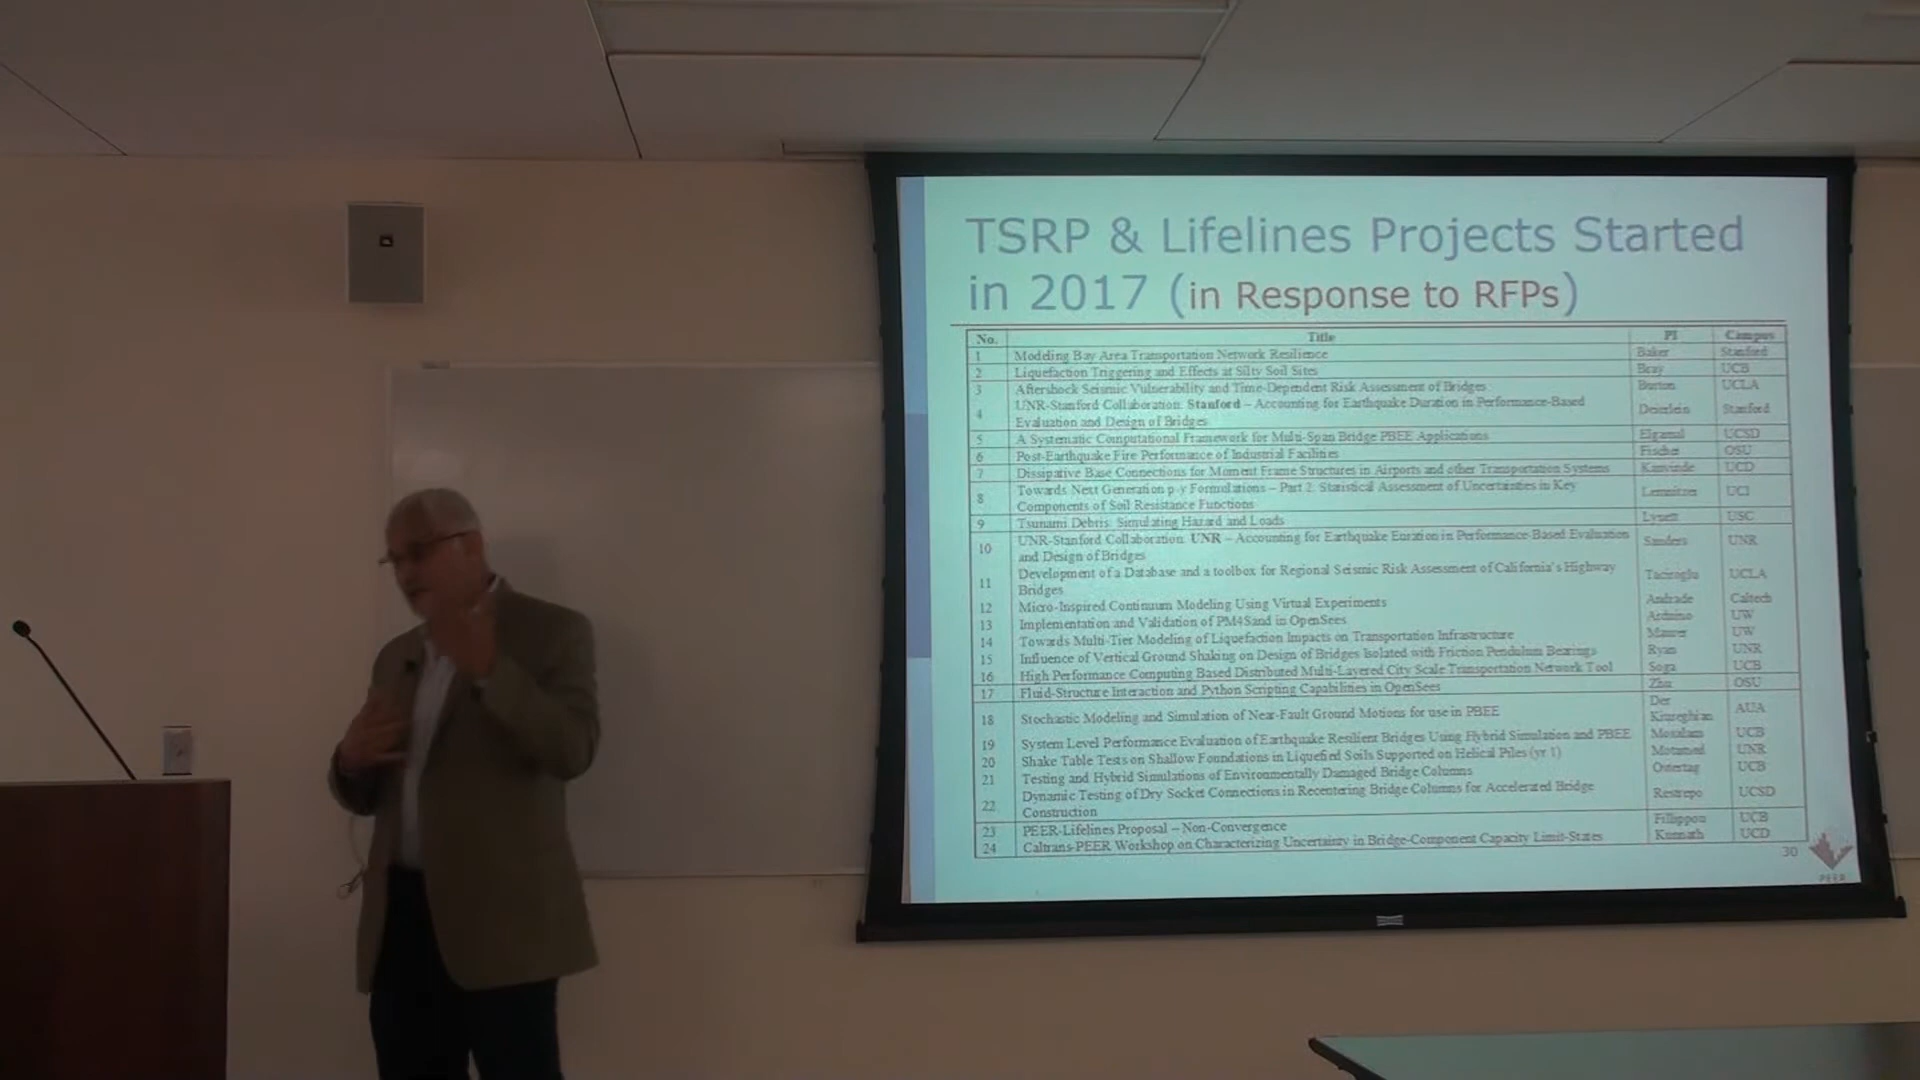 TSRP & Lifelines Projects Started
in 2017 (in Response to RFPs)
No. Title PI Campus
1 Modeling Bay Area Transportation Network Resilience Baker Stanford
2 Liquefaction Triggering and Effects at Silty Soil Sites Bray UCB
3 Aftershock Seismic Vulnerability and Time-Dependent Risk Assessment of Bridges Burton UCLA
4 UNR-Stanford Collaboration: Stanford – Accounting for Earthquake Duration in Performance-Based
Evaluation and Design of Bridges Deierlein Stanford
5 A Systematic Computational Framework for Multi-Span Bridge PBEE Applications Elgamal UCSD
6 Post-Earthquake Fire Performance of Industrial Facilities Fischer OSU
7 Dissipative Base Connections for Moment Frame Structures in Airports and other Transportation Systems Kanvinde UCD
8 Towards Next Generation p-y Formulations – Part 2: Statistical Assessment of Uncertainties in Key
Components of Soil Resistance Functions Lemnitzer UCI
9 Tsunami Debris: Simulating Hazard and Loads Lynett USC
10 UNR-Stanford Collaboration: UNR – Accounting for Earthquake Euration in Performance-Based Evaluation
and Design of Bridges Sanders UNR
11 Development of a Database and a toolbox for Regional Seismic Risk Assessment of California's Highway
Bridges Taciroglu UCLA
12 Micro-Inspired Continuum Modeling Using Virtual Experiments Andrade Caltech
13 Implementation and Validation of PM4Sand in OpenSees Arduino UW
14 Towards Multi-Tier Modeling of Liquefaction Impacts on Transportation Infrastructure Maurer UW
15 Influence of Vertical Ground Shaking on Design of Bridges Isolated with Friction Pendulum Bearings Ryan UNR
16 High Performance Computing Based Distributed Multi-Layered City Scale Transportation Network Tool Soga UCB
17 Fluid-Structure Interaction and Python Scripting Capabilities in OpenSees Zhu OSU
18 Stochastic Modeling and Simulation of Near-Fault Ground Motions for use in PBEE Der
Kiureghian AUA
19 System Level Performance Evaluation of Earthquake Resilient Bridges Using Hybrid Simulation and PBEE Mosalam UCB
20 Shake Table Tests on Shallow Foundations in Liquefied Soils Supported on Helical Piles (yr 1) Motamed UNR
21 Testing and Hybrid Simulations of Environmentally Damaged Bridge Columns Ostertag UCB
22 Dynamic Testing of Dry Socket Connections in Recentering Bridge Columns for Accelerated Bridge
Construction Restrepo UCSD
23 PEER-Lifelines Proposal – Non-Convergence Filippou UCB
24 Caltrans-PEER Workshop on Characterizing Uncertainty in Bridge-Component Capacity Limit-States Kunnath UCD
30
PEER